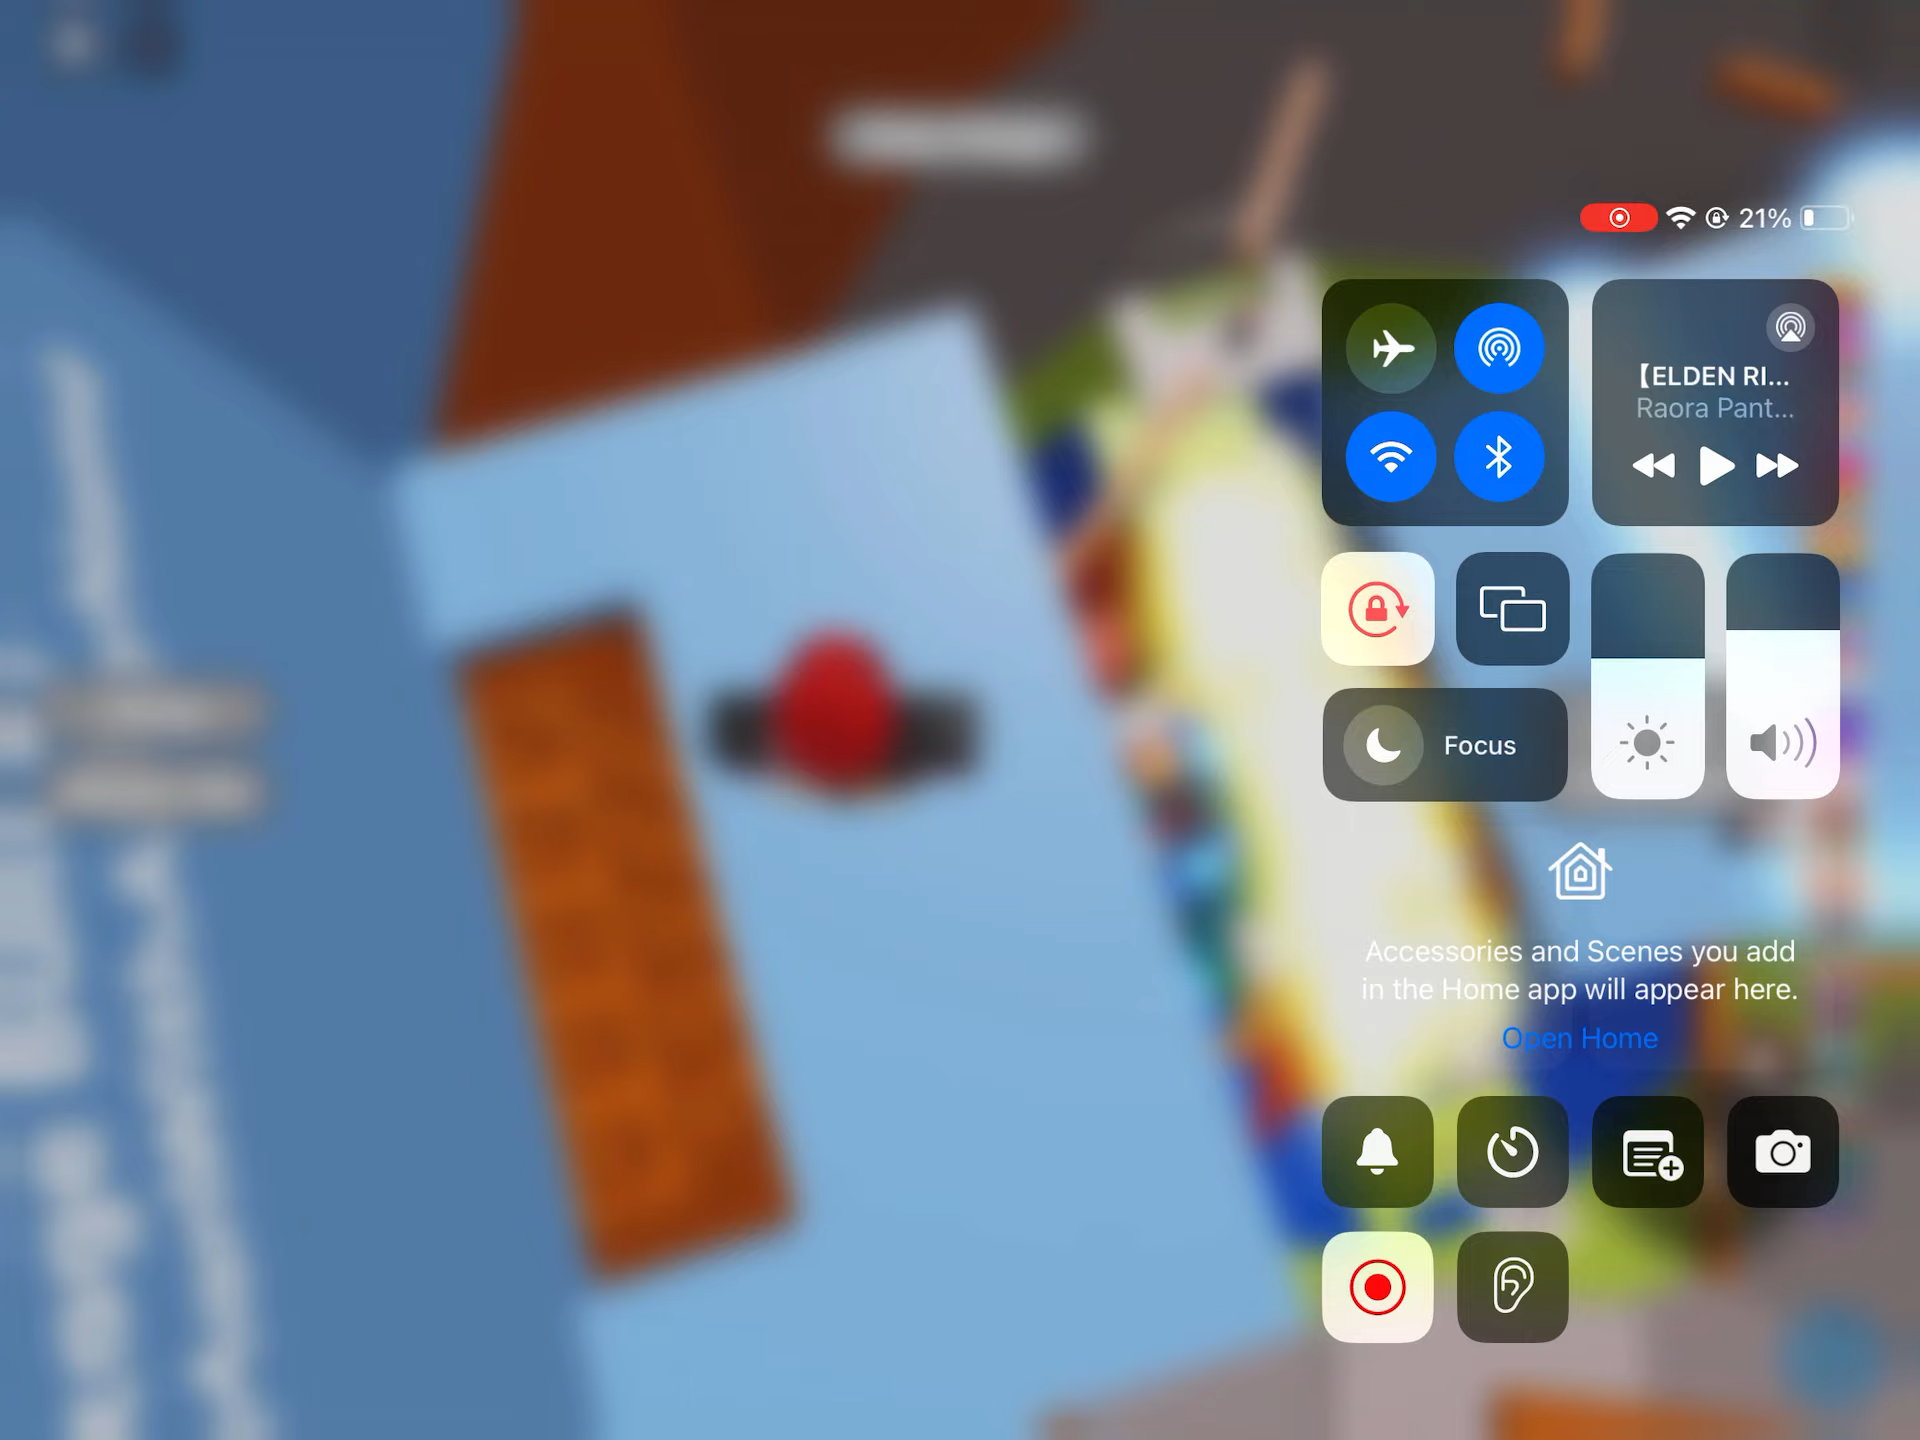 21%
【ELDEN RI...
Raora Pant...
Focus
Accessories and Scenes you add
in the Home app will appear here.
Open Home